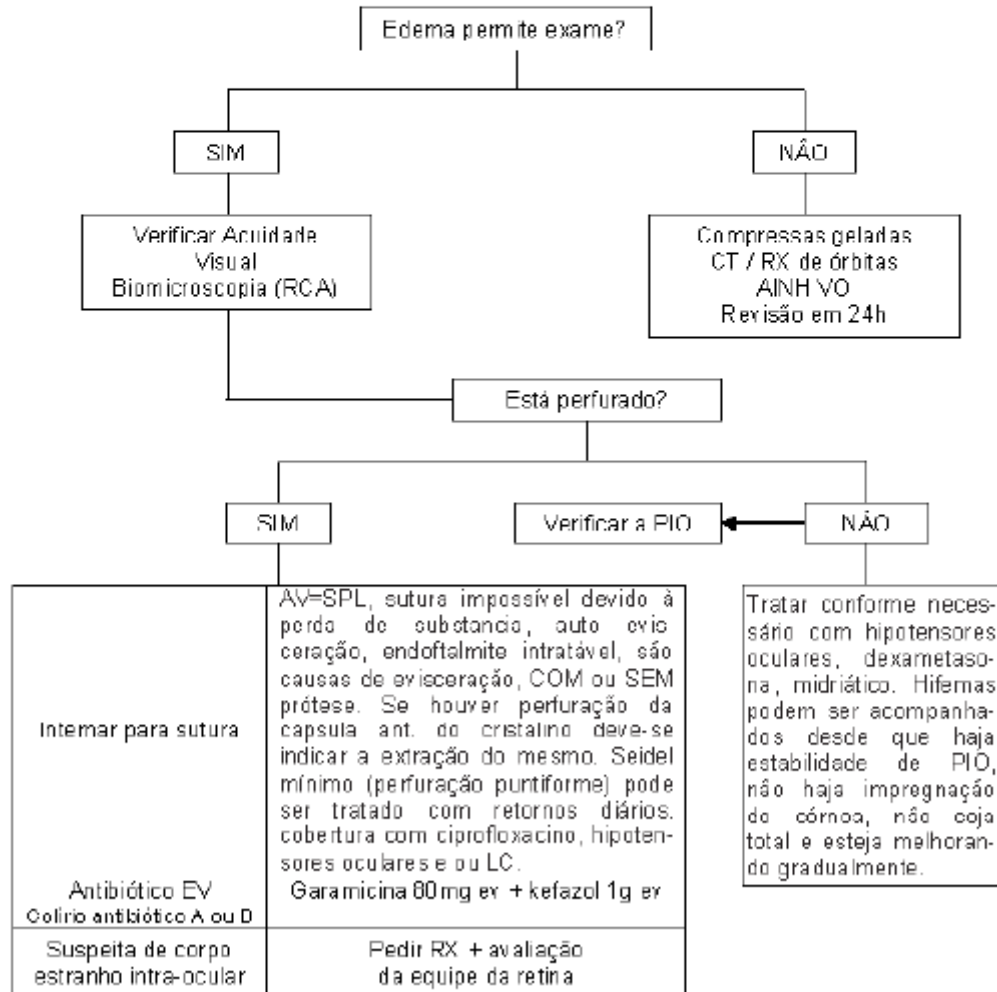 Edema permite exame?
SIM
NÃO
Verificar Acuidade
Visual
Biomicroscopia (RCA)
Compressas geladas
CT / RX de órbitas
AINH VO
Revisão em 24h
Está perfurado?
SIM
Verificar a PIO
NÃO
Internar para sutura
AV=SPL, sutura impossível devido à
perda de substancia, auto evis-
ceração, endoftalmite intratável, são
causas de evisceração, COM ou SEM
prótese. Se houver perfuração da
capsula ant. do cristalino deve-se
indicar a extração do mesmo. Seidel
mínimo (perfuração puntiforme) pode
ser tratado com retornos diários,
cobertura com ciprofloxacino, hipoten-
sores oculares e ou LC.
Antibiótico EV
Colírio antibiótico A ou D
Garamicina 80mg ev + kefazol 1g ev
Suspeita de corpo
estranho intra-ocular
Pedir RX + avaliação
da equipe da retina
Tratar conforme neces-
sário com hipotensores
oculares, dexametaso-
na, midriático. Hifemas
podem ser acompanha-
dos desde que haja
estabilidade de PIO,
não haja impregnação
de córnea, não seja
total e esteja melhoran-
do gradualmente.